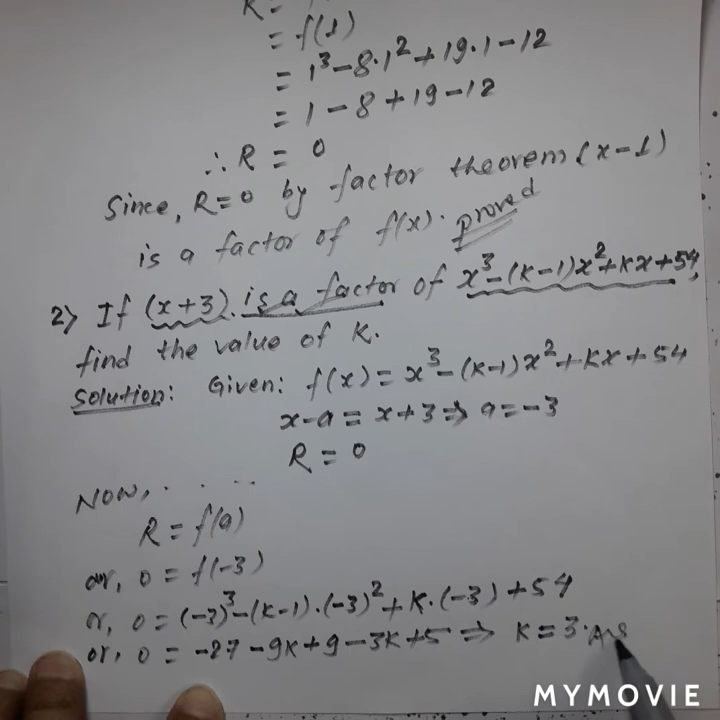 R =
= f(1)
= 1³ - 8·1² + 19·1 - 12
= 1 - 8 + 19 - 12
∴ R = 0
Since, R=0 by factor theorem (x-1)
is a factor of f(x). proved
2) If (x+3) is a factor of x³-(k-1)x²+kx+54,
find the value of k.
Solution: Given: f(x) = x³-(k-1)x²+kx+54
x-a = x+3 ⇒ a = -3
R = 0
Now, . . . .
R = f(a)
or, 0 = f(-3)
or, 0 = (-3)³-(k-1)·(-3)²+k·(-3)+54
or, 0 = -27-9k+9-3k+5 ⇒ k = 3. Ans
MYMOVIE